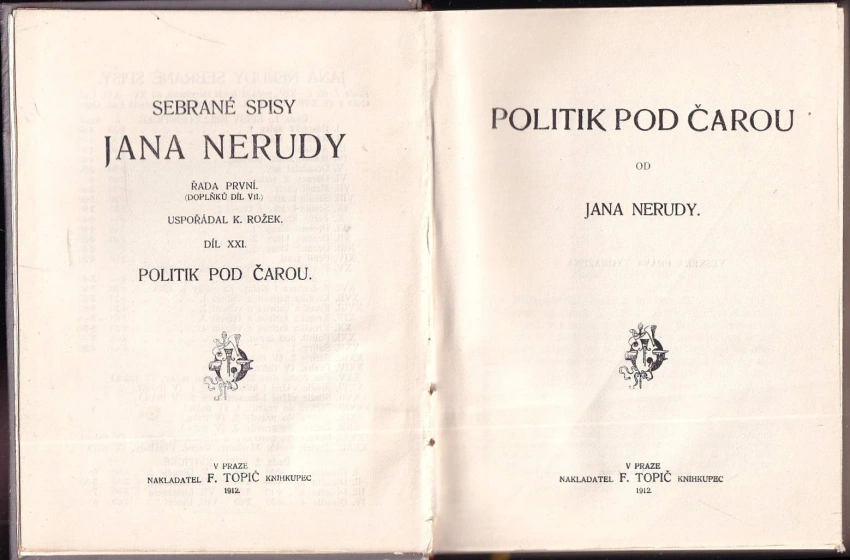 SEBRANÉ SPISY
JANA NERUDY
ŘADA PRVNÍ.
(DOPLŇKŮ DÍL VII.)
USPOŘÁDAL K. ROŽEK.
DÍL XXI.
POLITIK POD ČAROU.
V PRAZE
NAKLADATEL F. TOPIČ KNIHKUPEC
1912.
POLITIK POD ČAROU
OD
JANA NERUDY.
V PRAZE
NAKLADATEL F. TOPIČ KNIHKUPEC
1912.